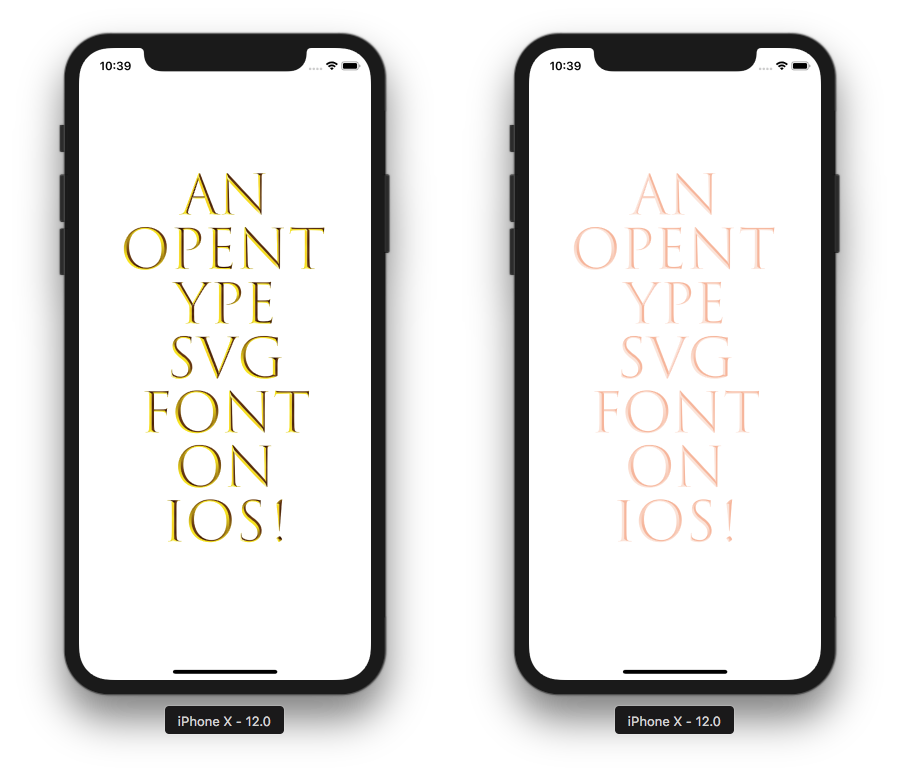 10:39
AN
OPENT
YPE
SVG
FONT
ON
IOS!
iPhone X - 12.0
10:39
AN
OPENT
YPE
SVG
FONT
ON
IOS!
iPhone X - 12.0